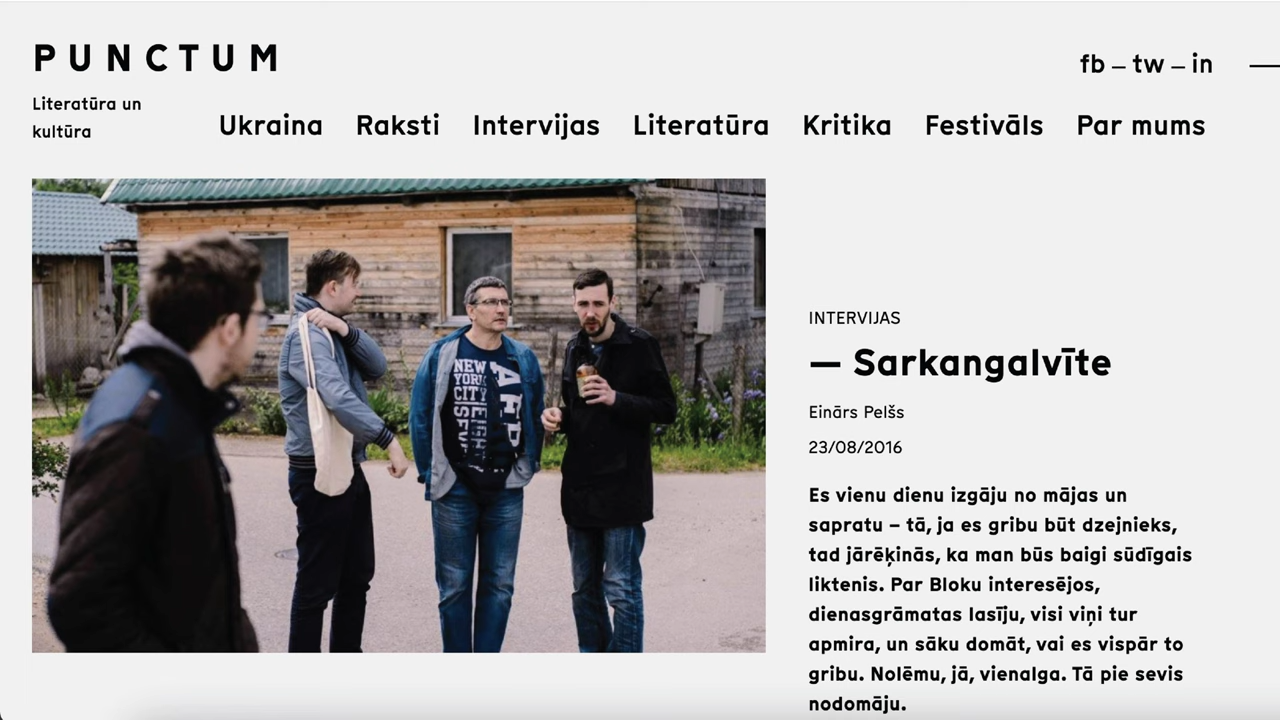 PUNCTUM
fb – tw – in
Literatūra un
kultūra
Ukraina Raksti Intervijas Literatūra Kritika Festivāls Par mums
NEW
YORK
CITY
INTERVIJAS
— Sarkangalvīte
Einārs Pelšs
23/08/2016
Es vienu dienu izgāju no mājas un
sapratu – tā, ja es gribu būt dzejnieks,
tad jārēķinās, ka man būs baigi sūdīgais
liktenis. Par Bloku interesējos,
dienasgrāmatas lasīju, visi viņi tur
apmira, un sāku domāt, vai es vispār to
gribu. Nolēmu, jā, vienalga. Tā pie sevis
nodomāju.